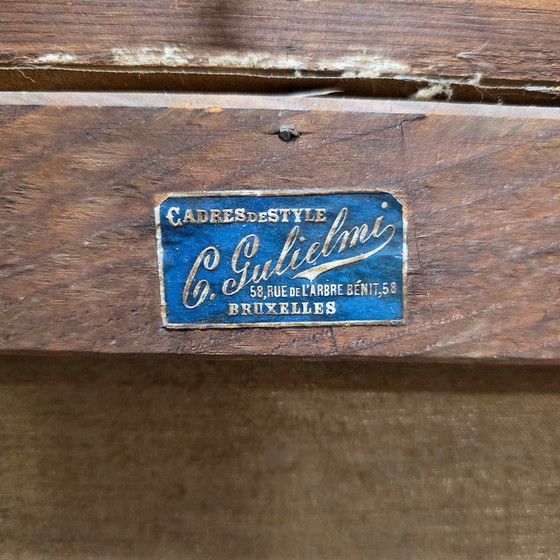 CADRES DE STYLE
C. Gulielmi
58, RUE DE L'ARBRE BÉNIT, 58
BRUXELLES